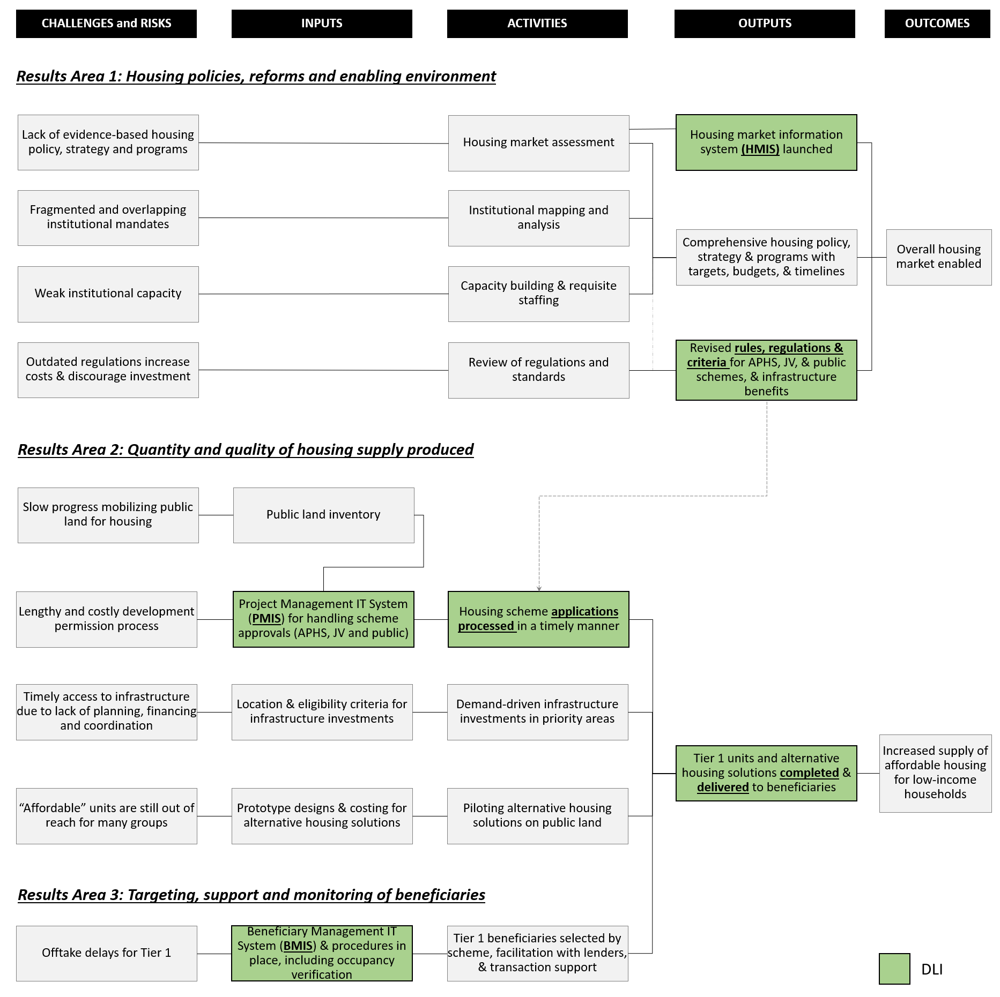 CHALLENGES and RISKS
INPUTS
ACTIVITIES
OUTPUTS
OUTCOMES
Results Area 1: Housing policies, reforms and enabling environment
Lack of evidence-based housing
policy, strategy and programs
Housing market assessment
Housing market information
system (HMIS) launched
Fragmented and overlapping
institutional mandates
Institutional mapping and
analysis
Comprehensive housing policy,
strategy & programs with
targets, budgets, & timelines
Overall housing
market enabled
Weak institutional capacity
Capacity building & requisite
staffing
Outdated regulations increase
costs & discourage investment
Review of regulations and
standards
Revised rules, regulations &
criteria for APHS, JV, & public
schemes, & infrastructure
benefits
Results Area 2: Quantity and quality of housing supply produced
Slow progress mobilizing public
land for housing
Public land inventory
Lengthy and costly development
permission process
Project Management IT System
(PMIS) for handling scheme
approvals (APHS, JV and public)
Housing scheme applications
processed in a timely manner
Timely access to infrastructure
due to lack of planning, financing
and coordination
Location & eligibility criteria for
infrastructure investments
Demand-driven infrastructure
investments in priority areas
Tier 1 units and alternative
housing solutions completed &
delivered to beneficiaries
Increased supply of
affordable housing
for low-income
households
“Affordable” units are still out of
reach for many groups
Prototype designs & costing for
alternative housing solutions
Piloting alternative housing
solutions on public land
Results Area 3: Targeting, support and monitoring of beneficiaries
Offtake delays for Tier 1
Beneficiary Management IT
System (BMIS) & procedures in
place, including occupancy
verification
Tier 1 beneficiaries selected by
scheme, facilitation with lenders,
& transaction support
DLI